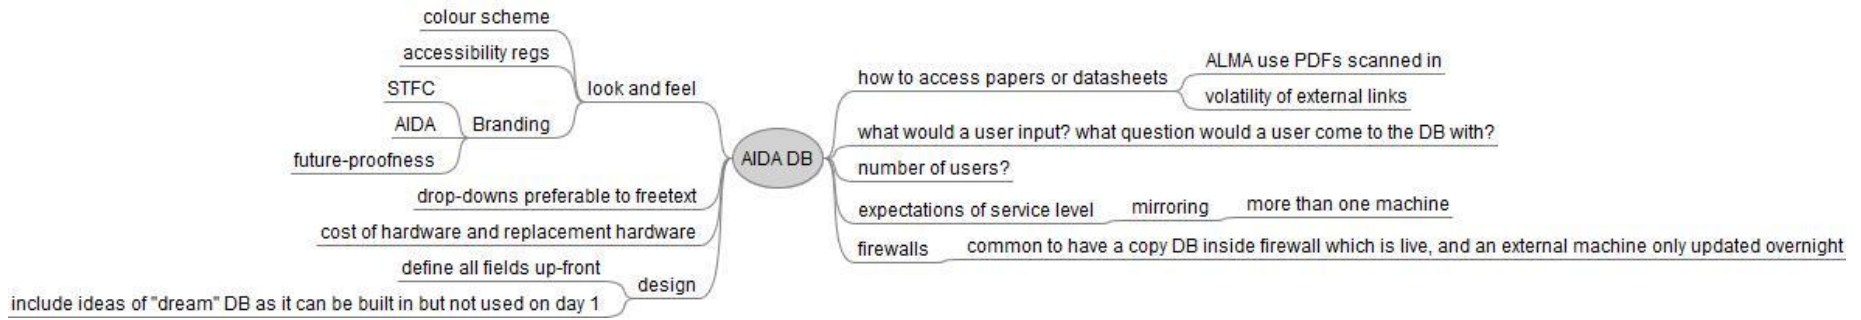 colour scheme
accessibility regs
look and feel
STFC
AIDA
Branding
future-proofness
drop-downs preferable to freetext
cost of hardware and replacement hardware
define all fields up-front
design
include ideas of "dream" DB as it can be built in but not used on day 1
AIDA DB
how to access papers or datasheets
ALMA use PDFs scanned in
volatility of external links
what would a user input? what question would a user come to the DB with?
number of users?
expectations of service level
mirroring
more than one machine
firewalls
common to have a copy DB inside firewall which is live, and an external machine only updated overnight